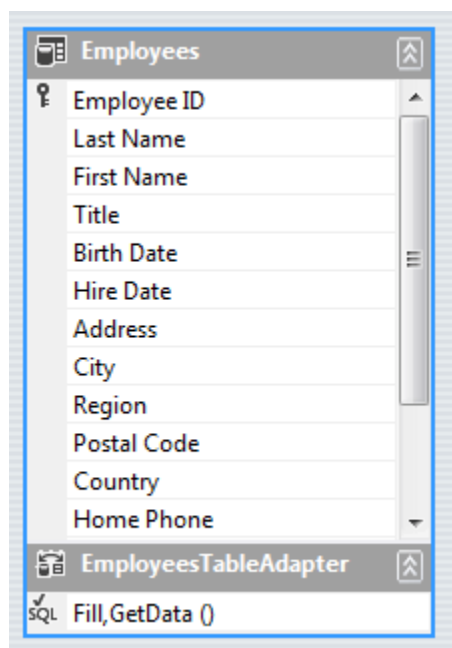 Employees
Employee ID
Last Name
First Name
Title
Birth Date
Hire Date
Address
City
Region
Postal Code
Country
Home Phone
EmployeesTableAdapter
SQL Fill,GetData ()